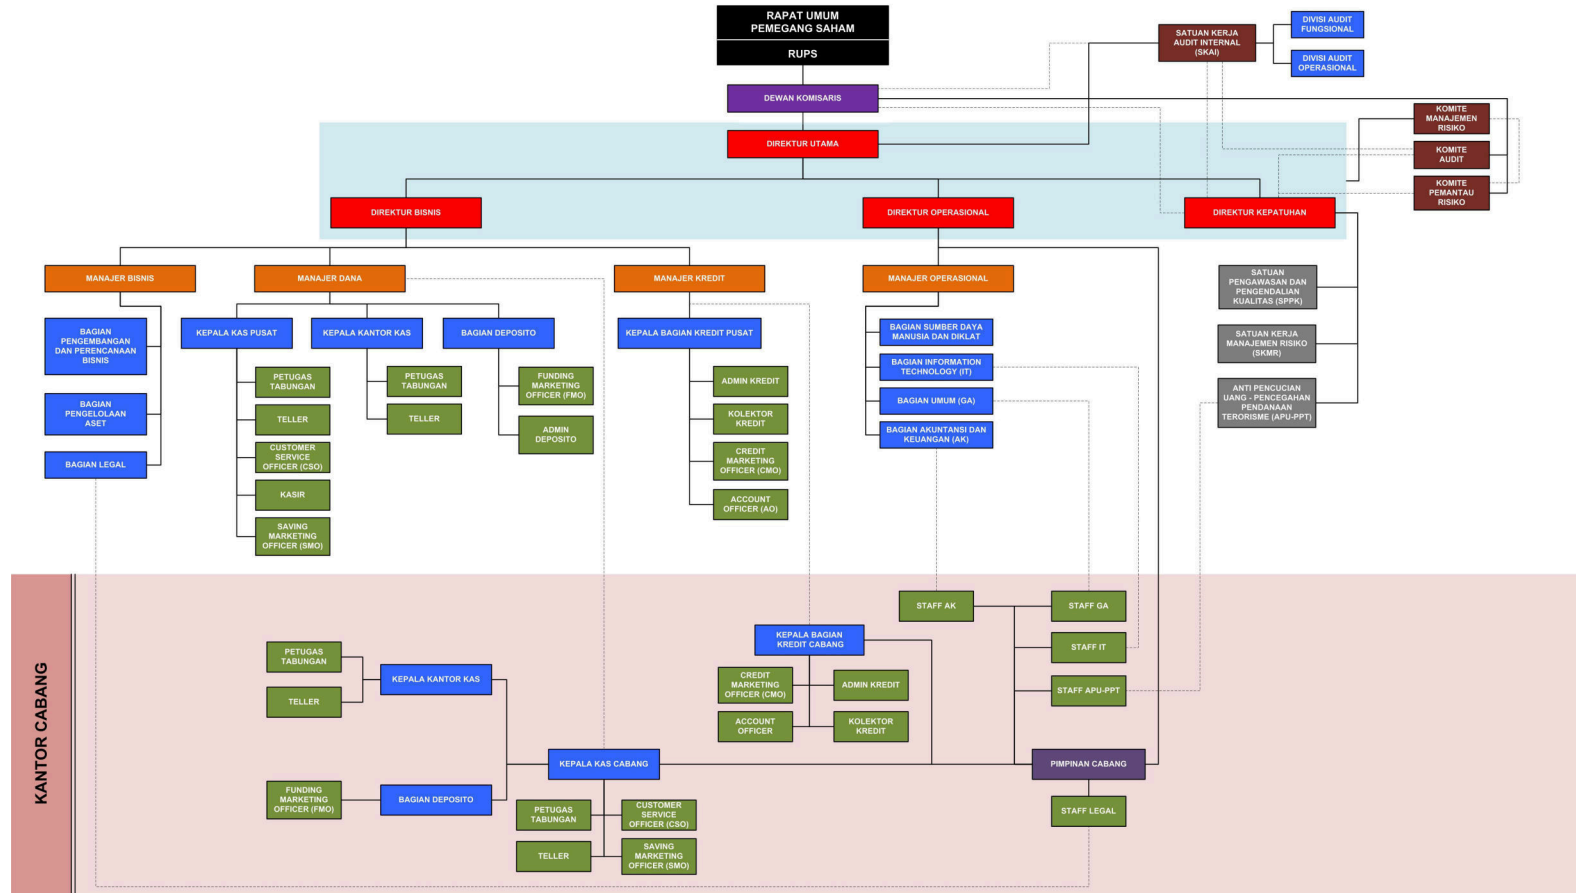 RAPAT UMUM
PEMEGANG SAHAM
RUPS
DEWAN KOMISARIS
DIREKTUR UTAMA
SATUAN KERJA
AUDIT INTERNAL
(SKAI)
DIVISI AUDIT
FUNGSIONAL
DIVISI AUDIT
OPERASIONAL
KOMITE
MANAJEMEN
RISIKO
KOMITE
AUDIT
KOMITE
PEMANTAU
RISIKO
DIREKTUR BISNIS
DIREKTUR OPERASIONAL
DIREKTUR KEPATUHAN
MANAJER BISNIS
MANAJER DANA
MANAJER KREDIT
MANAJER OPERASIONAL
SATUAN
PENGAWASAN DAN
PENGENDALIAN
KUALITAS (SPPK)
SATUAN KERJA
MANAJEMEN RISIKO
(SKMR)
ANTI PENCUCIAN
UANG - PENCEGAHAN
PENDANAAN
TERORISME (APU-PPT)
BAGIAN
PENGEMBANGAN
DAN PERENCANAAN
BISNIS
BAGIAN
PENGELOLAAN
ASET
BAGIAN LEGAL
KEPALA KAS PUSAT
PETUGAS
TABUNGAN
TELLER
CUSTOMER
SERVICE
OFFICER (CSO)
KASIR
SAVING
MARKETING
OFFICER (SMO)
KEPALA KANTOR KAS
PETUGAS
TABUNGAN
TELLER
BAGIAN DEPOSITO
FUNDING
MARKETING
OFFICER (FMO)
ADMIN
DEPOSITO
KEPALA BAGIAN KREDIT PUSAT
ADMIN KREDIT
KOLEKTOR
KREDIT
CREDIT
MARKETING
OFFICER (CMO)
ACCOUNT
OFFICER (AO)
BAGIAN SUMBER DAYA
MANUSIA DAN DIKLAT
BAGIAN INFORMATION
TECHNOLOGY (IT)
BAGIAN UMUM (GA)
BAGIAN AKUNTANSI DAN
KEUANGAN (AK)
KANTOR CABANG
STAFF AK
STAFF GA
STAFF IT
STAFF APU-PPT
KEPALA BAGIAN
KREDIT CABANG
CREDIT
MARKETING
OFFICER (CMO)
ADMIN KREDIT
ACCOUNT
OFFICER
KOLEKTOR
KREDIT
PETUGAS
TABUNGAN
TELLER
KEPALA KANTOR KAS
KEPALA KAS CABANG
PIMPINAN CABANG
FUNDING
MARKETING
OFFICER (FMO)
BAGIAN DEPOSITO
PETUGAS
TABUNGAN
CUSTOMER
SERVICE
OFFICER (CSO)
TELLER
SAVING
MARKETING
OFFICER (SMO)
STAFF LEGAL